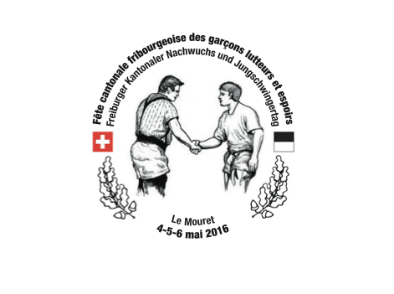 Fête cantonale fribourgeoise des garçons lutteurs et espoirs
Freiburger Kantonaler Nachwuchs und Jungschwingertag
Le Mouret
4-5-6 mai 2016